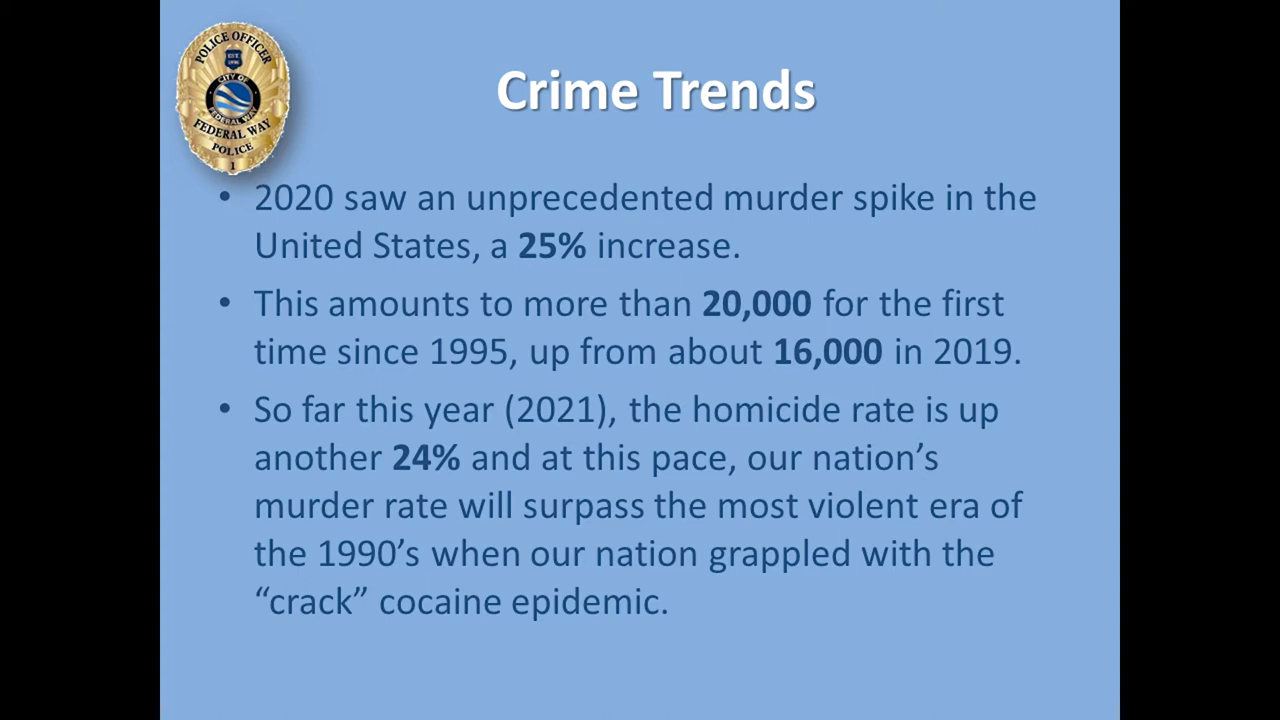 POLICE OFFICER
EST.
1996
CITY OF
FEDERAL WAY
FEDERAL WAY
POLICE
1
Crime Trends
• 2020 saw an unprecedented murder spike in the
United States, a 25% increase.
• This amounts to more than 20,000 for the first
time since 1995, up from about 16,000 in 2019.
• So far this year (2021), the homicide rate is up
another 24% and at this pace, our nation’s
murder rate will surpass the most violent era of
the 1990’s when our nation grappled with the
“crack” cocaine epidemic.